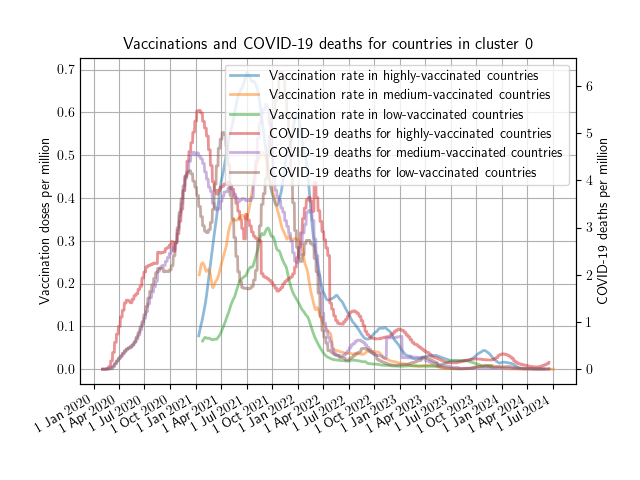 Vaccinations and COVID-19 deaths for countries in cluster 0
Vaccination rate in highly-vaccinated countries
Vaccination rate in medium-vaccinated countries
Vaccination rate in low-vaccinated countries
COVID-19 deaths for highly-vaccinated countries
COVID-19 deaths for medium-vaccinated countries
COVID-19 deaths for low-vaccinated countries
Vaccination doses per million
0.7
0.6
0.5
0.4
0.3
0.2
0.1
0.0
COVID-19 deaths per million
6
5
4
3
2
1
0
1 Jan 2020
1 Apr 2020
1 Jul 2020
1 Oct 2020
1 Jan 2021
1 Apr 2021
1 Jul 2021
1 Oct 2021
1 Jan 2022
1 Apr 2022
1 Jul 2022
1 Oct 2022
1 Jan 2023
1 Apr 2023
1 Jul 2023
1 Oct 2023
1 Jan 2024
1 Apr 2024
1 Jul 2024